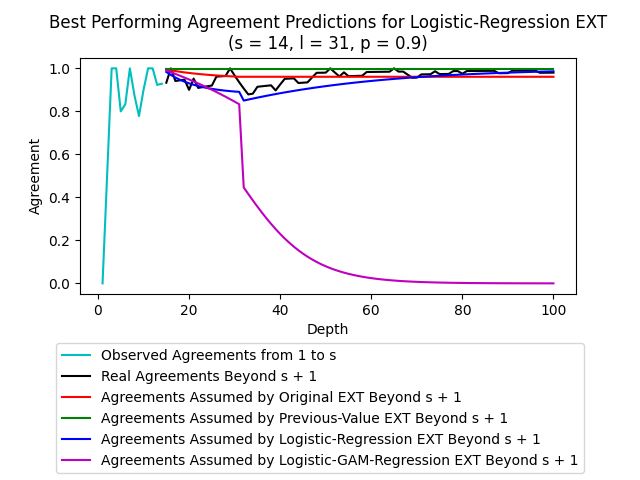 Best Performing Agreement Predictions for Logistic-Regression EXT
(s = 14, l = 31, p = 0.9)
1.0
0.8
0.6
0.4
0.2
0.0
Agreement
0
20
40
60
80
100
Depth
Observed Agreements from 1 to s
Real Agreements Beyond s + 1
Agreements Assumed by Original EXT Beyond s + 1
Agreements Assumed by Previous-Value EXT Beyond s + 1
Agreements Assumed by Logistic-Regression EXT Beyond s + 1
Agreements Assumed by Logistic-GAM-Regression EXT Beyond s + 1